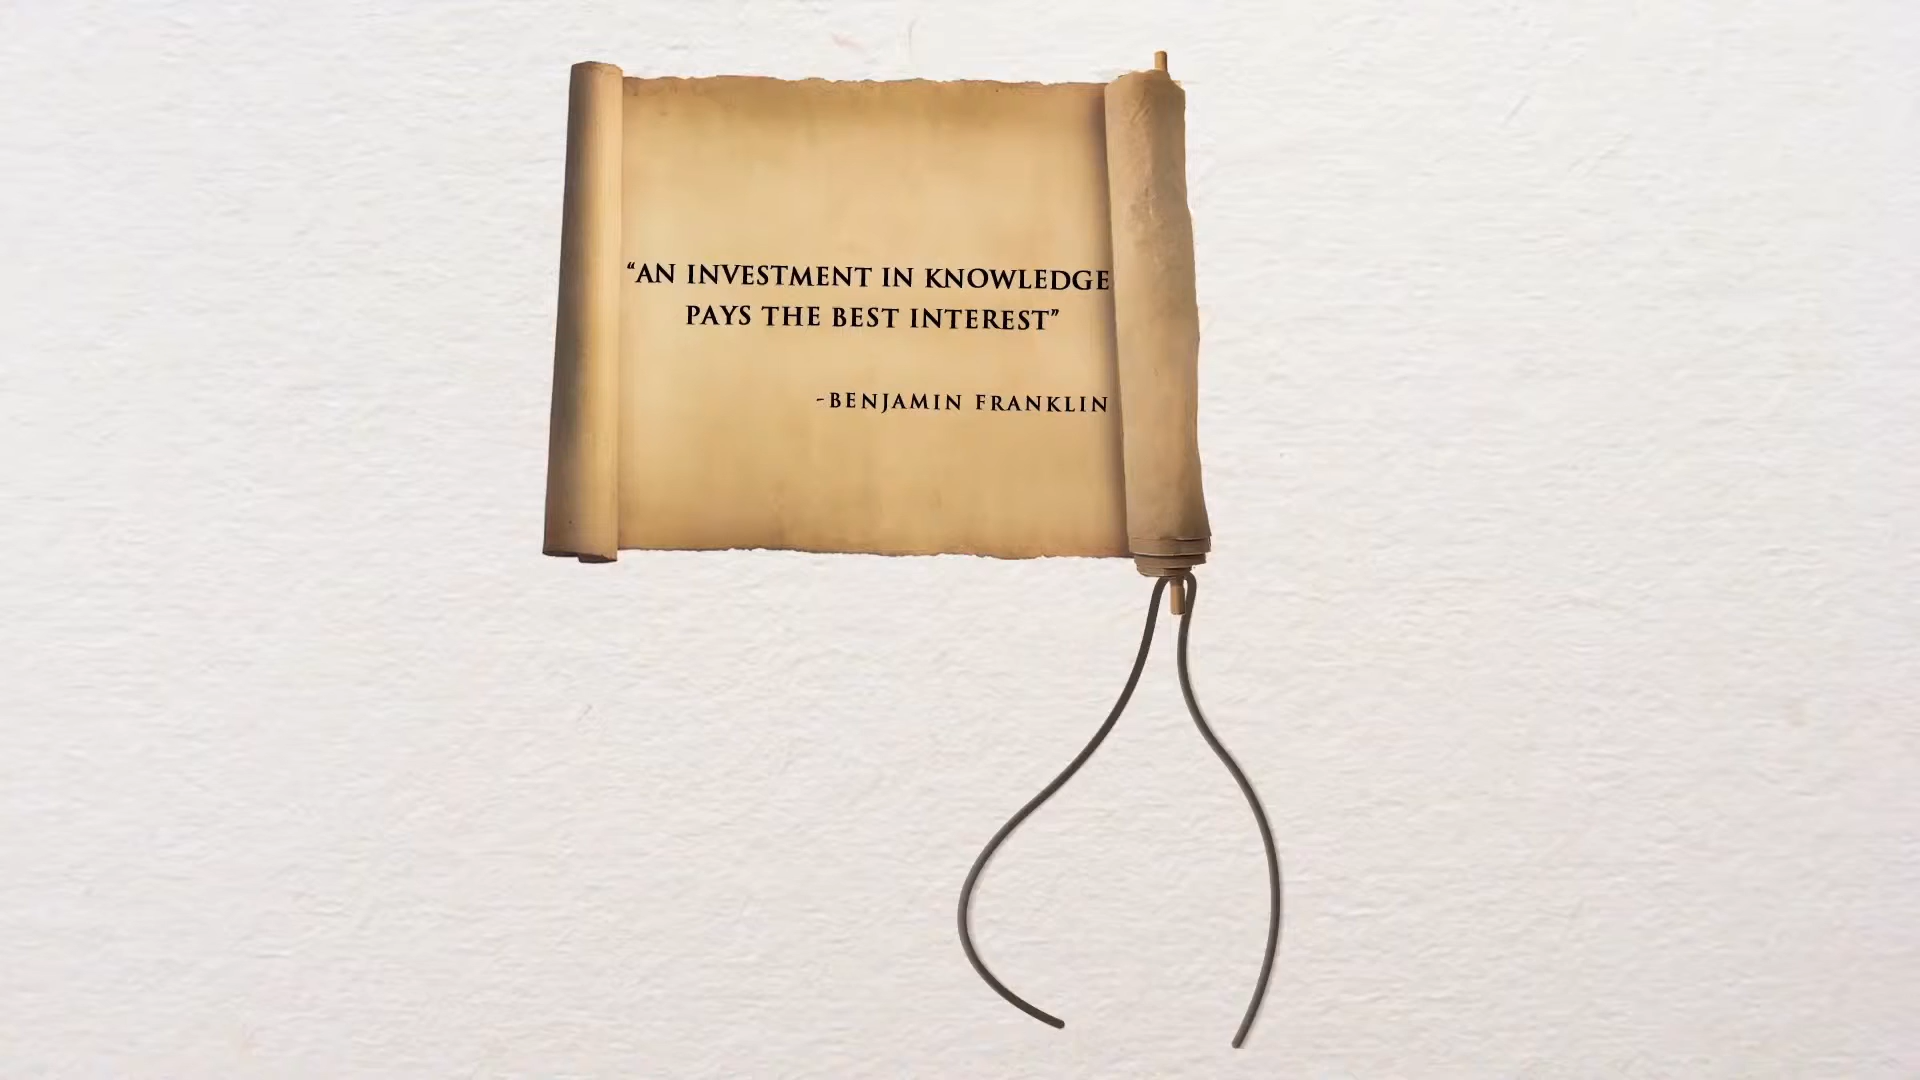 “AN INVESTMENT IN KNOWLEDGE
PAYS THE BEST INTEREST”
-BENJAMIN FRANKLIN